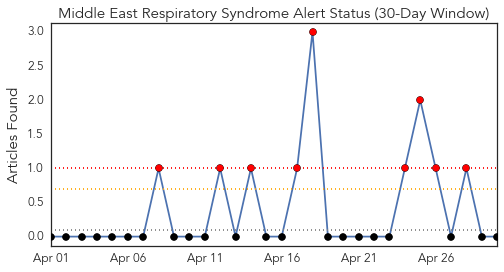 Middle East Respiratory Syndrome Alert Status (30-Day Window)
Articles Found
3.0
2.5
2.0
1.5
1.0
0.5
0.0
Apr 01 Apr 06 Apr 11 Apr 16 Apr 21 Apr 26